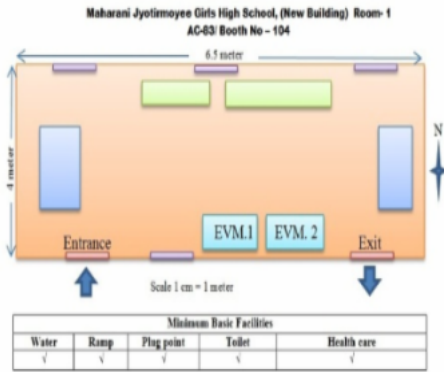 Maharani Jyotirmoyee Girls High School, (New Building) Room- 1
AC-63/ Booth No – 104
6.5 meter
4 meter
N
EVM.1 EVM. 2
Entrance
Exit
Scale 1 cm = 1 meter
Minimum Basic Facilities
Water Ramp Plug point Toilet Health care
√ √ √ √ √